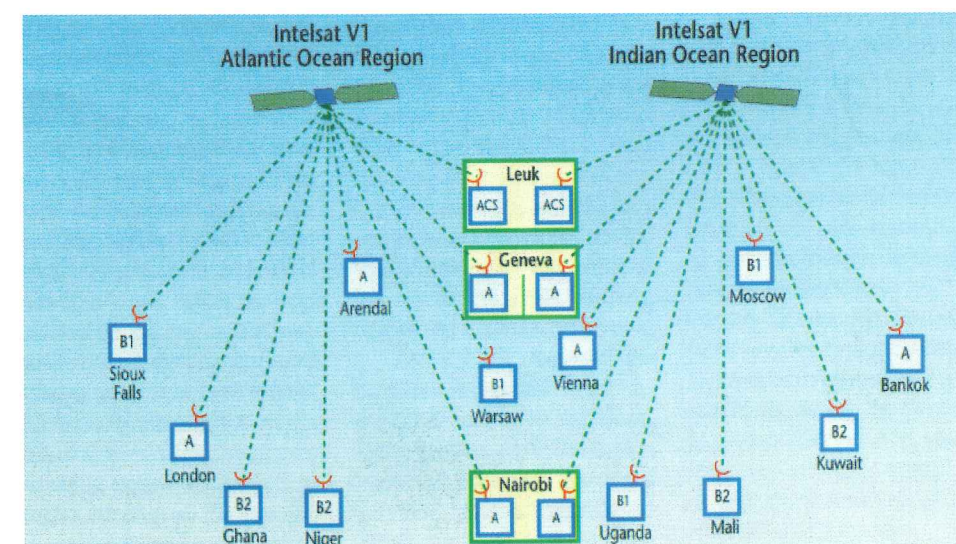 Intelsat V1
Atlantic Ocean Region
Intelsat V1
Indian Ocean Region
Leuk
ACS
ACS
Geneva
A
A
A
Arendal
B1
Moscow
B1
Sioux
Falls
B1
Warsaw
A
Vienna
A
Bankok
A
London
B2
Kuwait
B2
Ghana
B2
Niger
Nairobi
A
A
B1
Uganda
B2
Mali